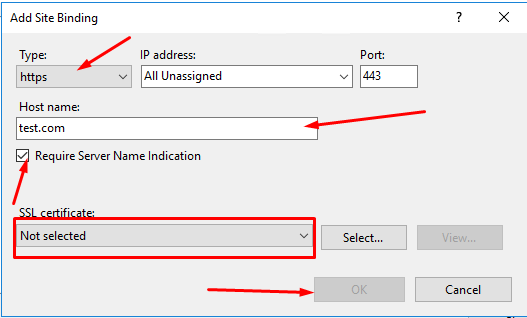 Add Site Binding ? ×
Type: IP address: Port:
https All Unassigned 443
Host name:
test.com
Require Server Name Indication
SSL certificate:
Not selected Select... View...
OK Cancel